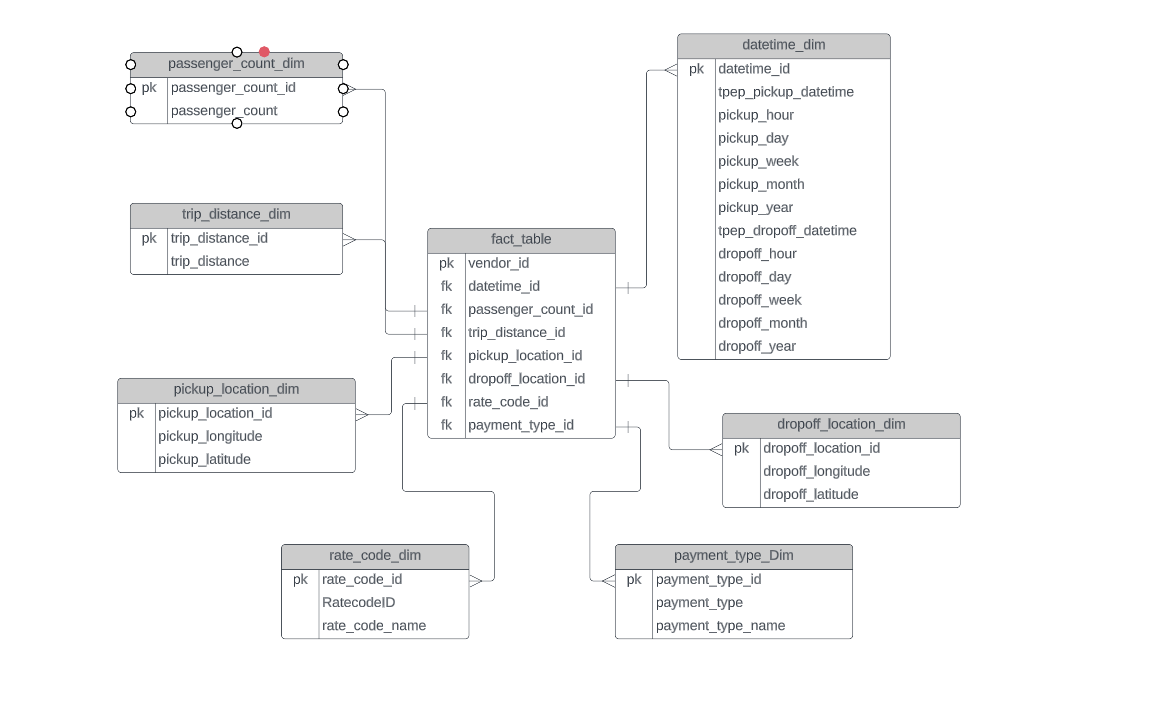 passenger_count_dim
pk passenger_count_id
passenger_count
datetime_dim
pk datetime_id
tpep_pickup_datetime
pickup_hour
pickup_day
pickup_week
pickup_month
pickup_year
tpep_dropoff_datetime
dropoff_hour
dropoff_day
dropoff_week
dropoff_month
dropoff_year
trip_distance_dim
pk trip_distance_id
trip_distance
fact_table
pk vendor_id
fk datetime_id
fk passenger_count_id
fk trip_distance_id
fk pickup_location_id
fk dropoff_location_id
fk rate_code_id
fk payment_type_id
pickup_location_dim
pk pickup_location_id
pickup_longitude
pickup_latitude
dropoff_location_dim
pk dropoff_location_id
dropoff_longitude
dropoff_latitude
rate_code_dim
pk rate_code_id
RatecodeID
rate_code_name
payment_type_Dim
pk payment_type_id
payment_type
payment_type_name